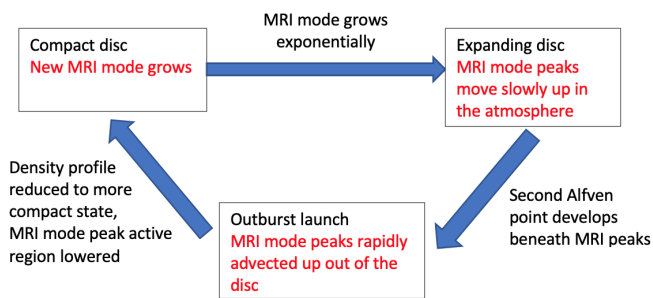 MRI mode grows
exponentially
Compact disc
New MRI mode grows
Expanding disc
MRI mode peaks
move slowly up in
the atmosphere
Second Alfven
point develops
beneath MRI peaks
Outburst launch
MRI mode peaks rapidly
advected up out of the
disc
Density profile
reduced to more
compact state,
MRI mode peak active
region lowered